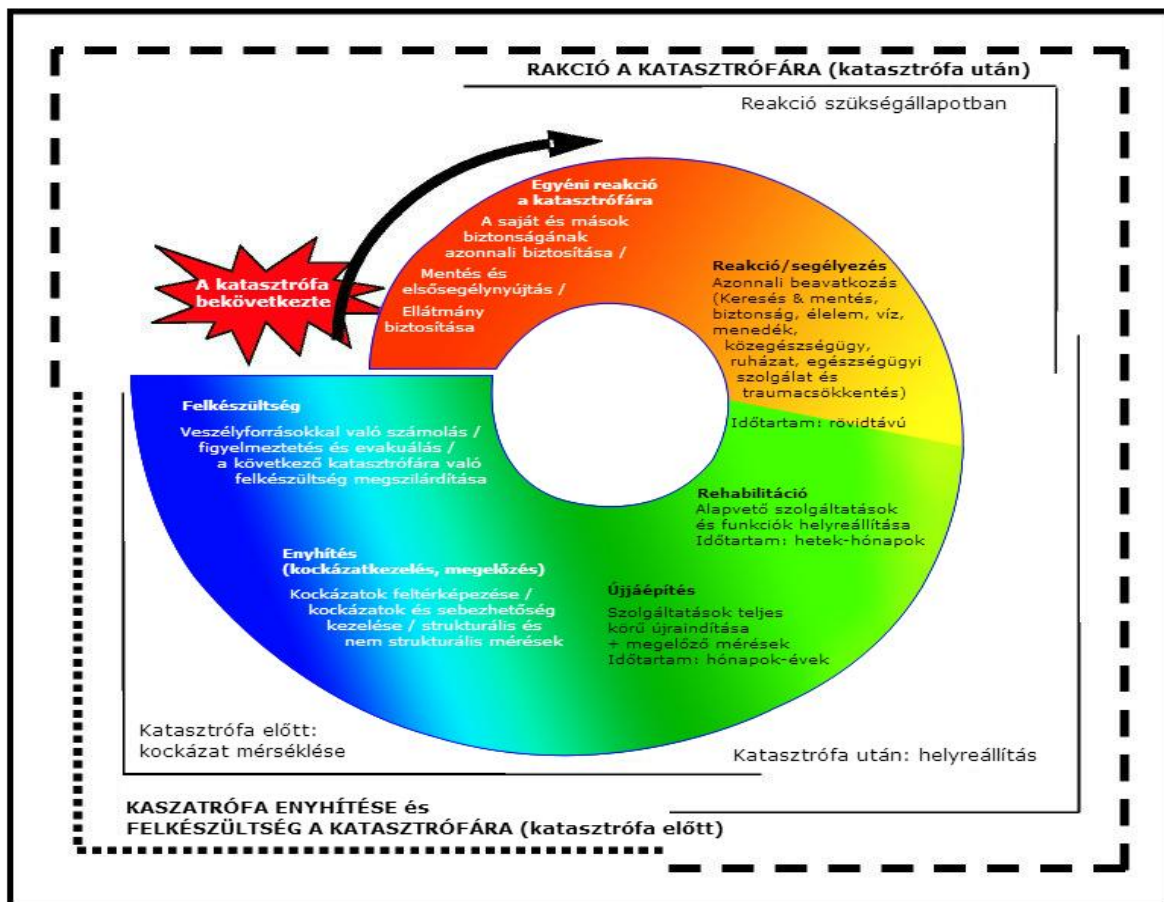 RAKCIÓ A KATASZTRÓFÁRA (katasztrófa után)
Reakció szükségállapotban
A katasztrófa
bekövetkezte
Egyéni reakció
a katasztrófára
A saját és mások
biztonságának
azonnali biztosítása /
Mentés és
elsősegélynyújtás /
Ellátmány
biztosítása
Reakció/segélyezés
Azonnali beavatkozás
(Keresés & mentés,
biztonság, élelem, víz,
menedék,
közegészségügy,
ruházat, egészségügyi
szolgálat és
traumacsökkentés)
Időtartam: rövidtávú
Rehabilitáció
Alapvető szolgáltatások
és funkciók helyreállítása
Időtartam: hetek-hónapok
Újjáépítés
Szolgáltatások teljes
körű újraindítása
+ megelőző mérések
Időtartam: hónapok-évek
Enyhítés
(kockázatkezelés, megelőzés)
Kockázatok feltérképezése /
kockázatok és sebezhetőség
kezelése / strukturális és
nem strukturális mérések
Felkészültség
Veszélyforrásokkal való számolás /
figyelmeztetés és evakuálás /
a következő katasztrófára való
felkészültség megszilárdítása
Katasztrófa előtt:
kockázat mérséklése
Katasztrófa után: helyreállítás
KASZATRÓFA ENYHÍTÉSE és
FELKÉSZÜLTSÉG A KATASZTRÓFÁRA (katasztrófa előtt)